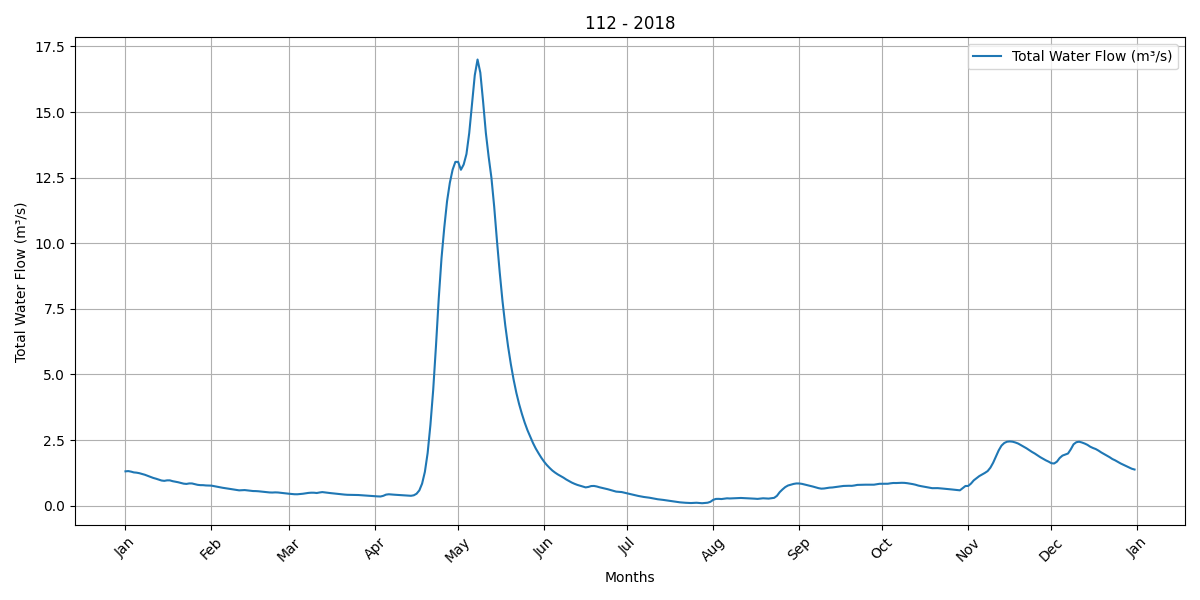 112 - 2018
Total Water Flow (m³/s)
Total Water Flow (m³/s)
17.5
15.0
12.5
10.0
7.5
5.0
2.5
0.0
Jan
Feb
Mar
Apr
May
Jun
Jul
Aug
Sep
Oct
Nov
Dec
Jan
Months